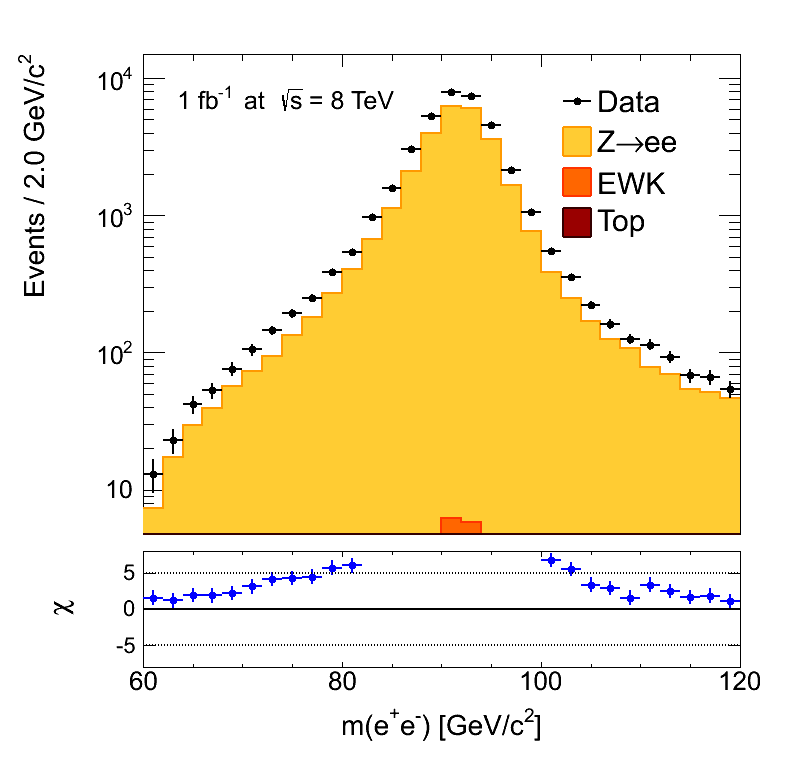 Events / 2.0 GeV/c²
10⁴
10³
10²
10
1 fb⁻¹ at √s = 8 TeV
Data
Z→ee
EWK
Top
χ
5
0
-5
60 80 100 120
m(e⁺e⁻) [GeV/c²]